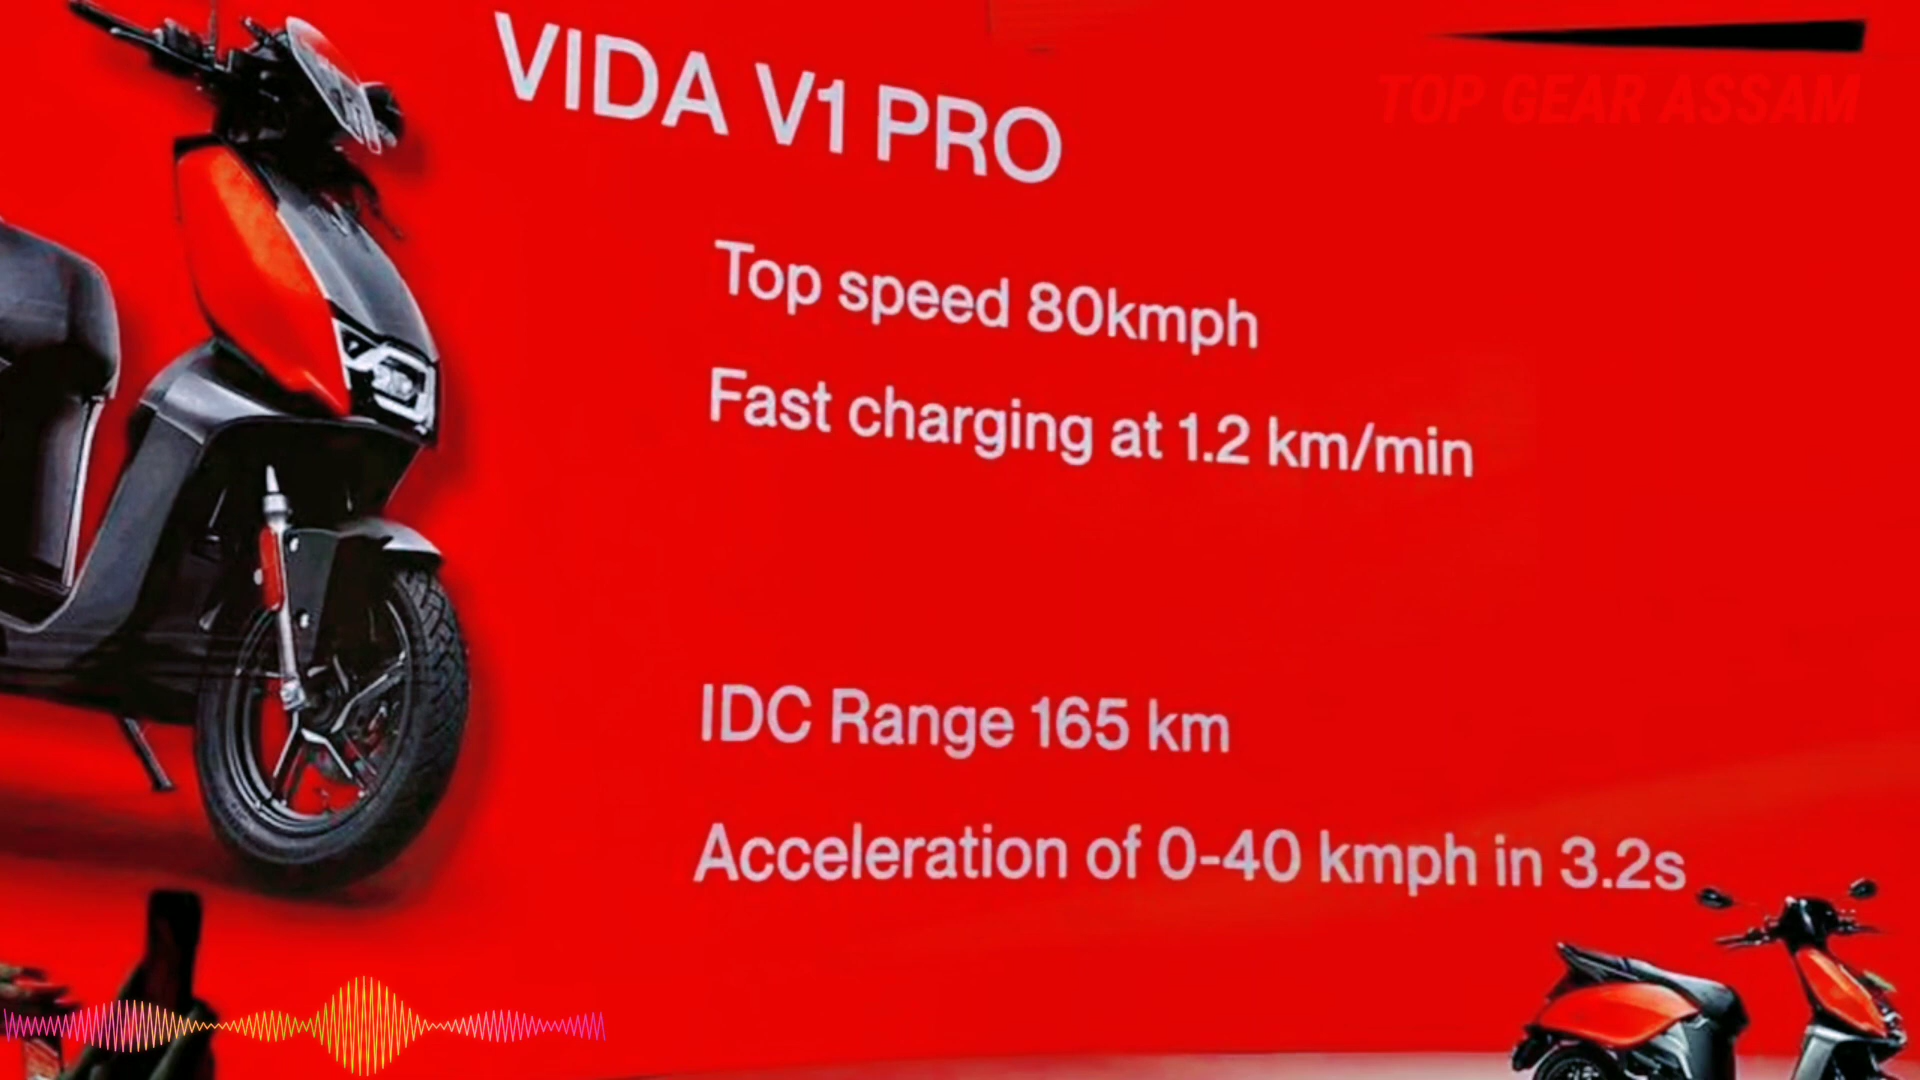 VIDA V1 PRO
TOP GEAR ASSAM
Top speed 80kmph
Fast charging at 1.2 km/min
IDC Range 165 km
Acceleration of 0-40 kmph in 3.2s